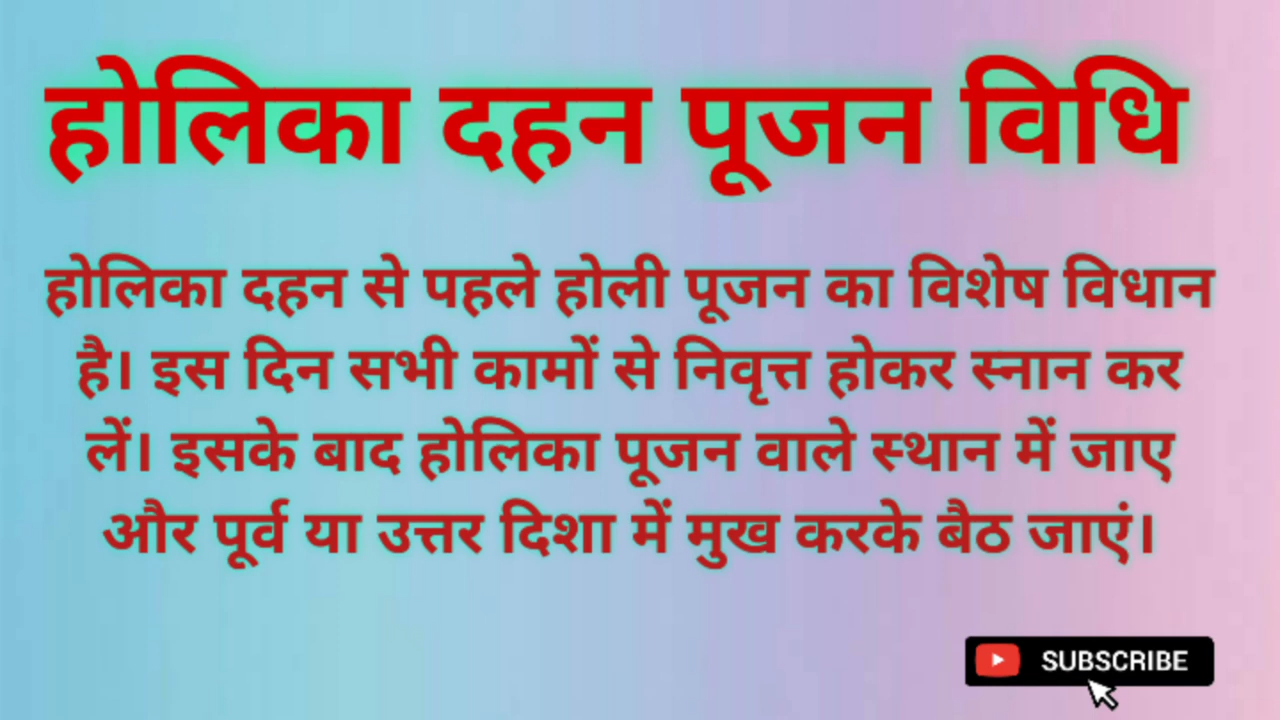 होलिका दहन पूजन विधि
होलिका दहन से पहले होली पूजन का विशेष विधान
है। इस दिन सभी कामों से निवृत्त होकर स्नान कर
लें। इसके बाद होलिका पूजन वाले स्थान में जाए
और पूर्व या उत्तर दिशा में मुख करके बैठ जाएं।
SUBSCRIBE